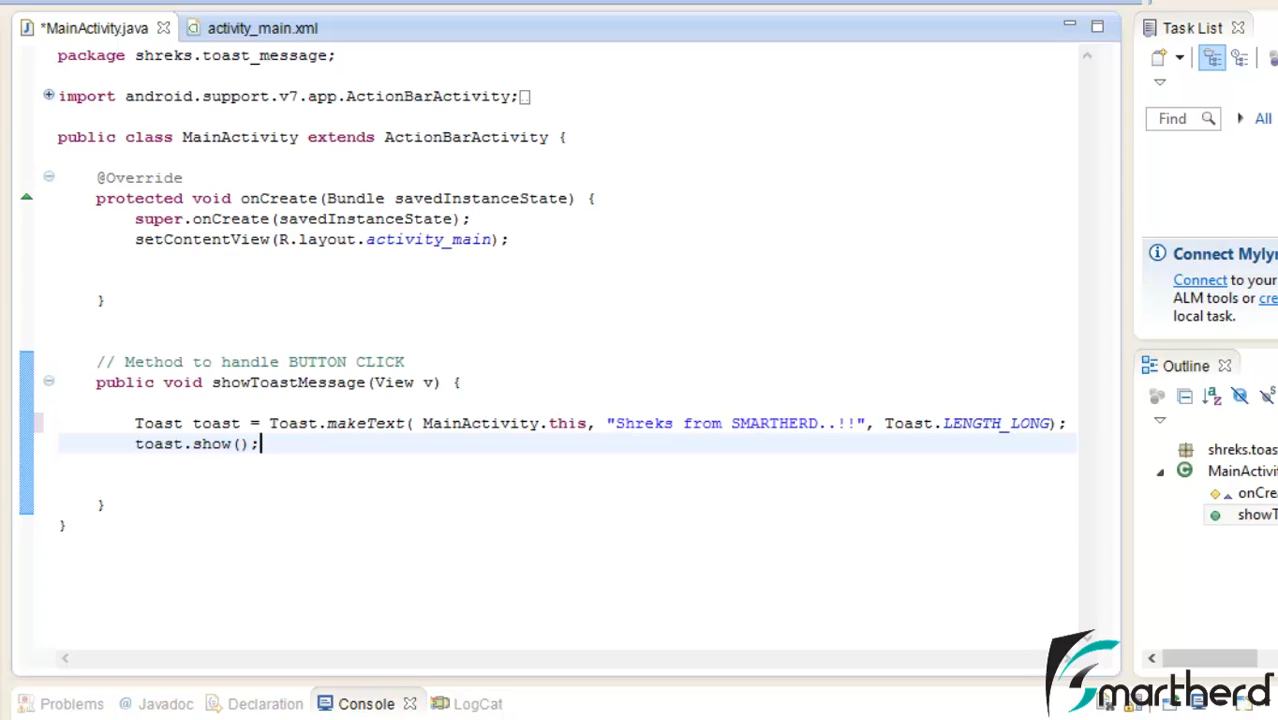 *MainActivity.java
activity_main.xml
package shreks.toast_message;
import android.support.v7.app.ActionBarActivity;
public class MainActivity extends ActionBarActivity {
@Override
protected void onCreate(Bundle savedInstanceState) {
super.onCreate(savedInstanceState);
setContentView(R.layout.activity_main);
}
// Method to handle BUTTON CLICK
public void showToastMessage(View v) {
Toast toast = Toast.makeText( MainActivity.this, "Shreks from SMARTHERD..!!", Toast.LENGTH_LONG);
toast.show();
}
}
Task List
Find
All
Connect Myly
Connect to your
ALM tools or cre
local task.
Outline
shreks.toas
MainActivi
onCre
showT
Problems
@ Javadoc
Declaration
Console
LogCat
Smartherd